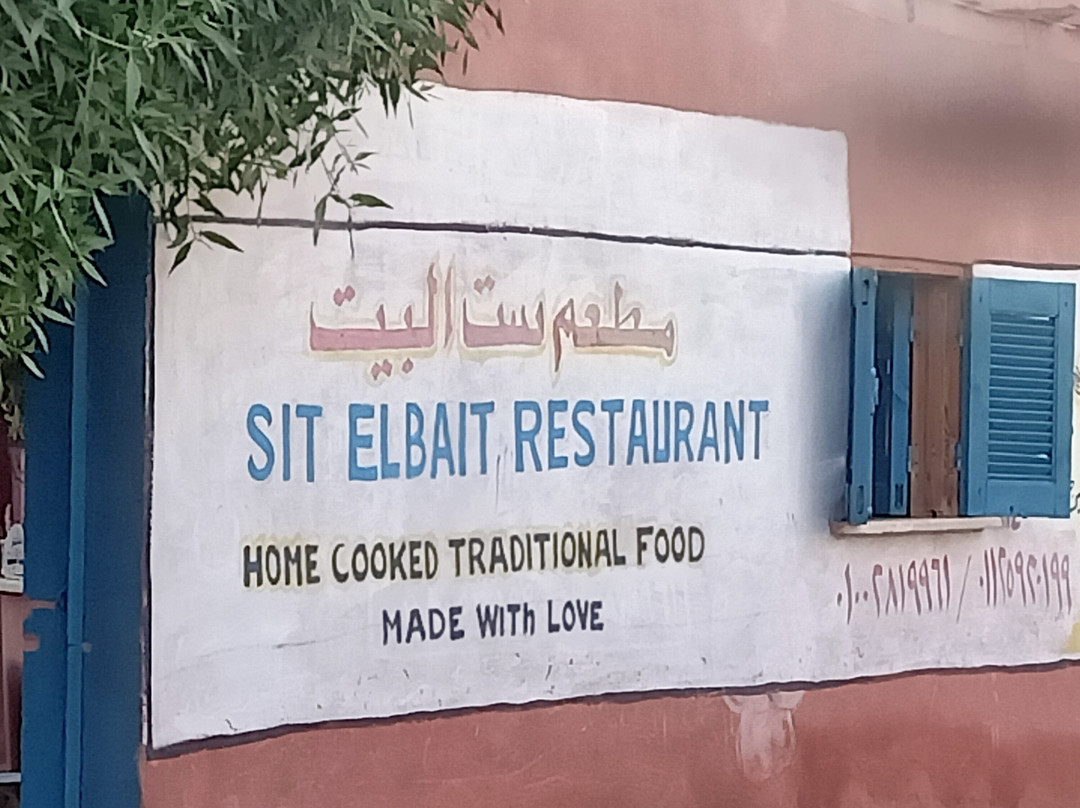 مطعم ست البيت
SIT ELBAIT RESTAURANT
HOME COOKED TRADITIONAL FOOD
MADE WITh LOVE
٠١٠٠٢٨١٩٩٦١ / ٠١١٢٥٩٢٠١٩٩